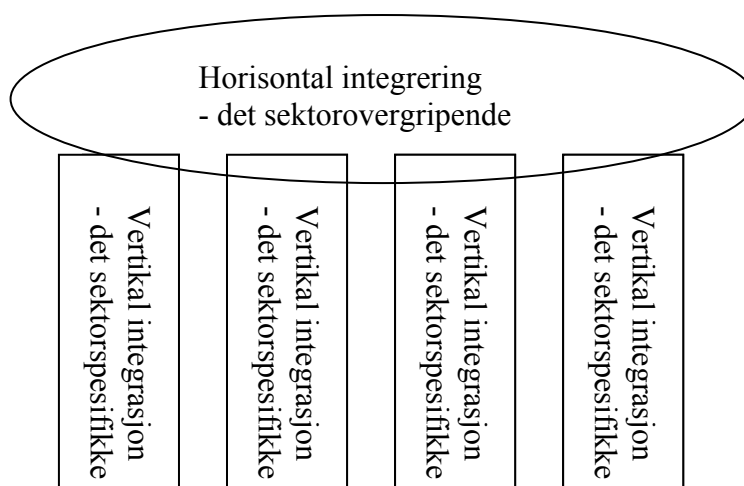 Horisontal integrering
- det sektorovergripende
Vertikal integrasjon
- det sektorspesifikke
Vertikal integrasjon
- det sektorspesifikke
Vertikal integrasjon
- det sektorspesifikke
Vertikal integrasjon
- det sektorspesifikke